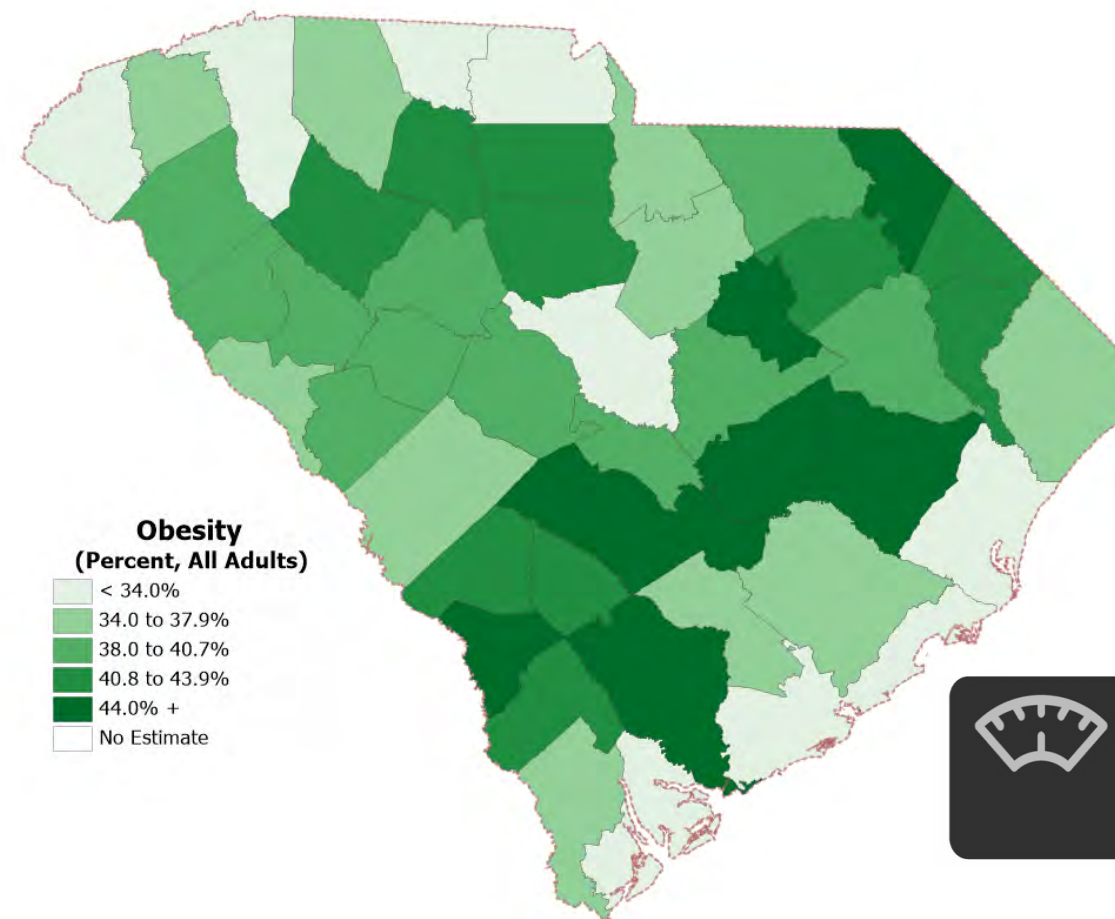 Obesity
(Percent, All Adults)
< 34.0%
34.0 to 37.9%
38.0 to 40.7%
40.8 to 43.9%
44.0% +
No Estimate